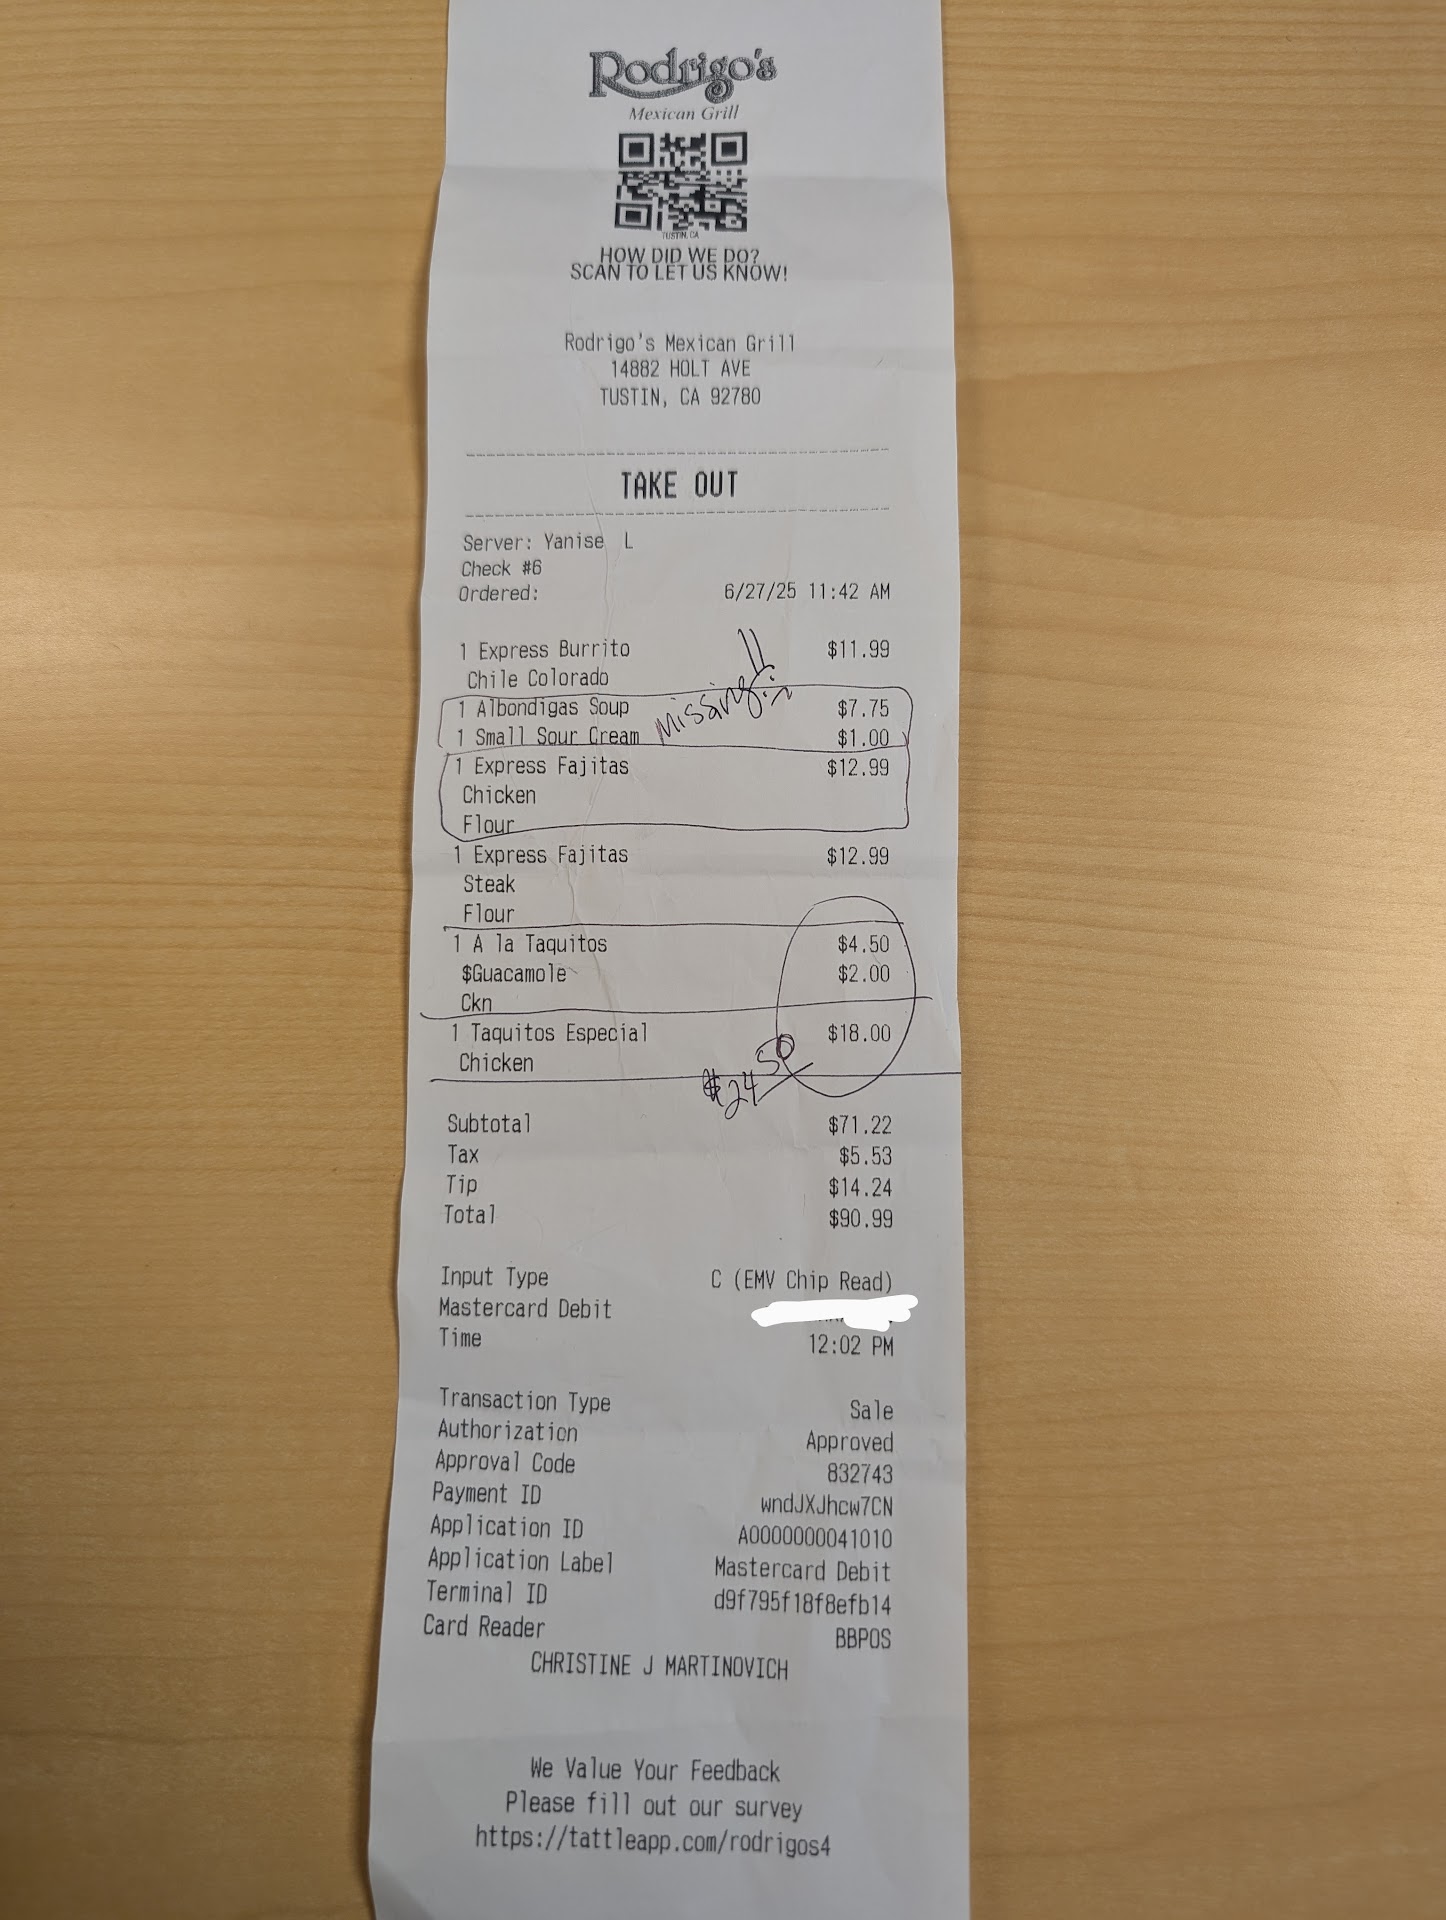 Rodrigo's
Mexican Grill
TUSTIN, CA
HOW DID WE DO?
SCAN TO LET US KNOW!
Rodrigo's Mexican Grill
14882 HOLT AVE
TUSTIN, CA 92780
TAKE OUT
Server: Yanise L
Check #6
Ordered: 6/27/25 11:42 AM
1 Express Burrito $11.99
Chile Colorado
1 Albondigas Soup $7.75
missing!!
1 Small Sour Cream $1.00
1 Express Fajitas $12.99
Chicken
Flour
1 Express Fajitas $12.99
Steak
Flour
1 A la Taquitos $4.50
$Guacamole $2.00
Ckn
1 Taquitos Especial $18.00
Chicken
$24 50
Subtotal $71.22
Tax $5.53
Tip $14.24
Total $90.99
Input Type C (EMV Chip Read)
Mastercard Debit
Time 12:02 PM
Transaction Type Sale
Authorization Approved
Approval Code 832743
Payment ID wndJXJhcw7CN
Application ID A0000000041010
Application Label Mastercard Debit
Terminal ID d9f795f18f8efb14
Card Reader BBPOS
CHRISTINE J MARTINOVICH
We Value Your Feedback
Please fill out our survey
https://tattleapp.com/rodrigos4